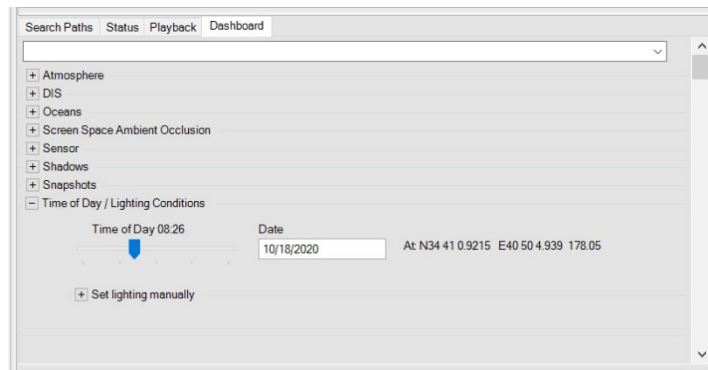 Search Paths Status Playback Dashboard
Atmosphere
DIS
Oceans
Screen Space Ambient Occlusion
Sensor
Shadows
Snapshots
Time of Day / Lighting Conditions
Time of Day 08:26 Date
10/18/2020 At: N34 41 0.9215 E40 50 4.939 178.05
Set lighting manually